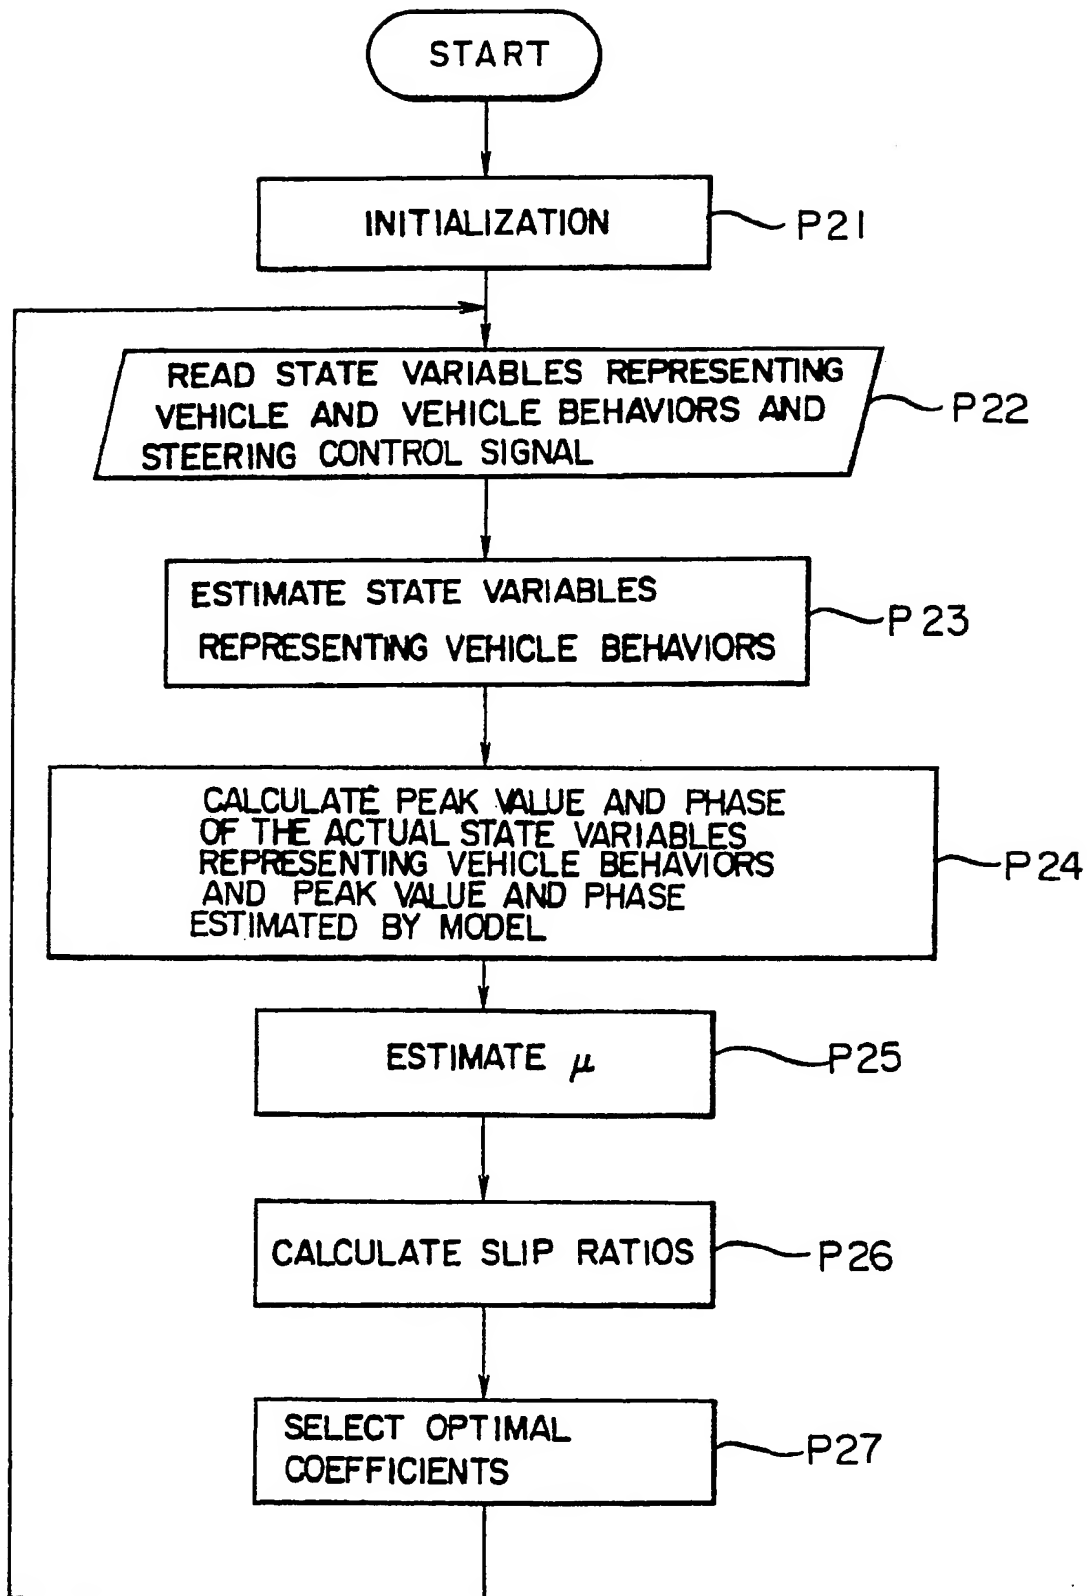 START
INITIALIZATION
P21
READ STATE VARIABLES REPRESENTING
VEHICLE AND VEHICLE BEHAVIORS AND
STEERING CONTROL SIGNAL
P22
ESTIMATE STATE VARIABLES
REPRESENTING VEHICLE BEHAVIORS
P23
CALCULATE PEAK VALUE AND PHASE
OF THE ACTUAL STATE VARIABLES
REPRESENTING VEHICLE BEHAVIORS
AND PEAK VALUE AND PHASE
ESTIMATED BY MODEL
P24
ESTIMATE μ
P25
CALCULATE SLIP RATIOS
P26
SELECT OPTIMAL
COEFFICIENTS
P27